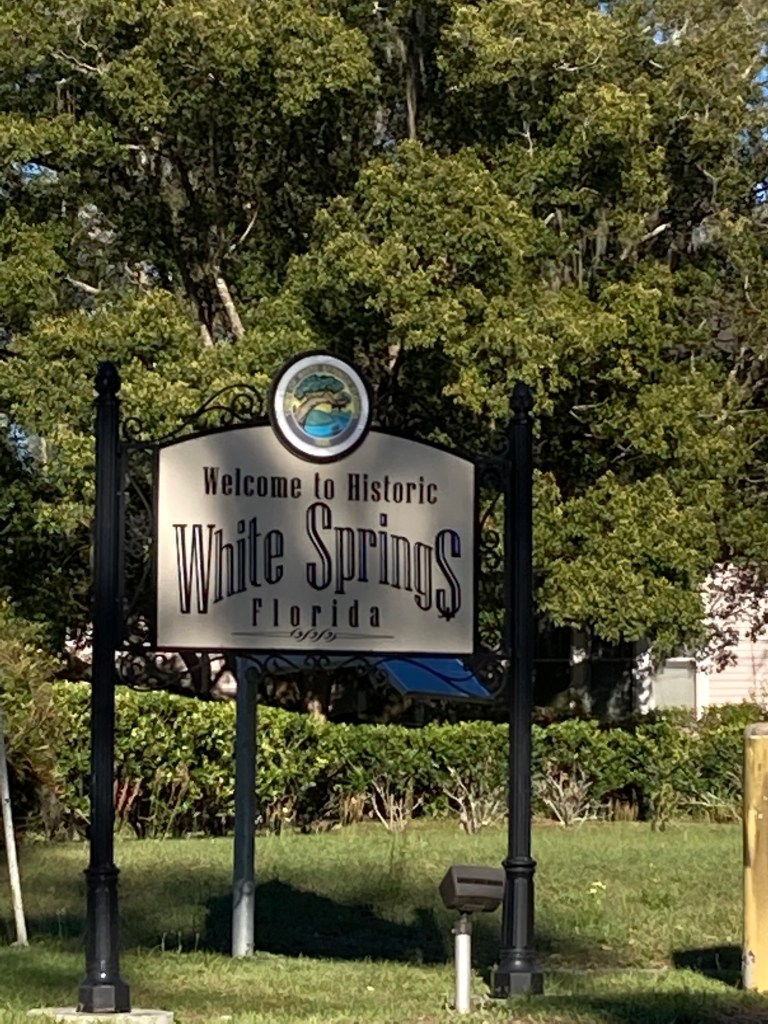 Welcome to Historic
White Springs
Florida